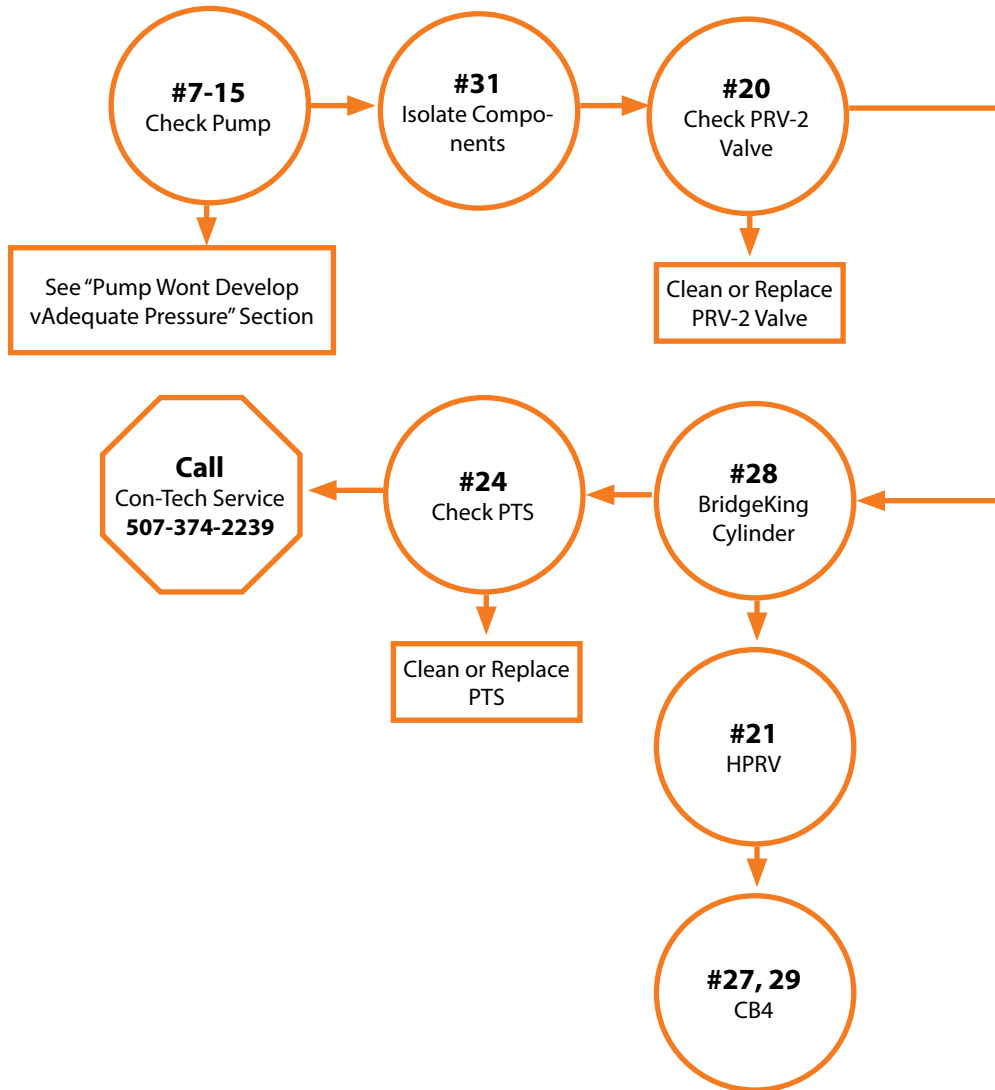 #7-15
Check Pump
#31
Isolate Compo-
nents
#20
Check PRV-2
Valve
See “Pump Wont Develop
vAdequate Pressure” Section
Clean or Replace
PRV-2 Valve
Call
Con-Tech Service
507-374-2239
#24
Check PTS
#28
BridgeKing
Cylinder
Clean or Replace
PTS
#21
HPRV
#27, 29
CB4